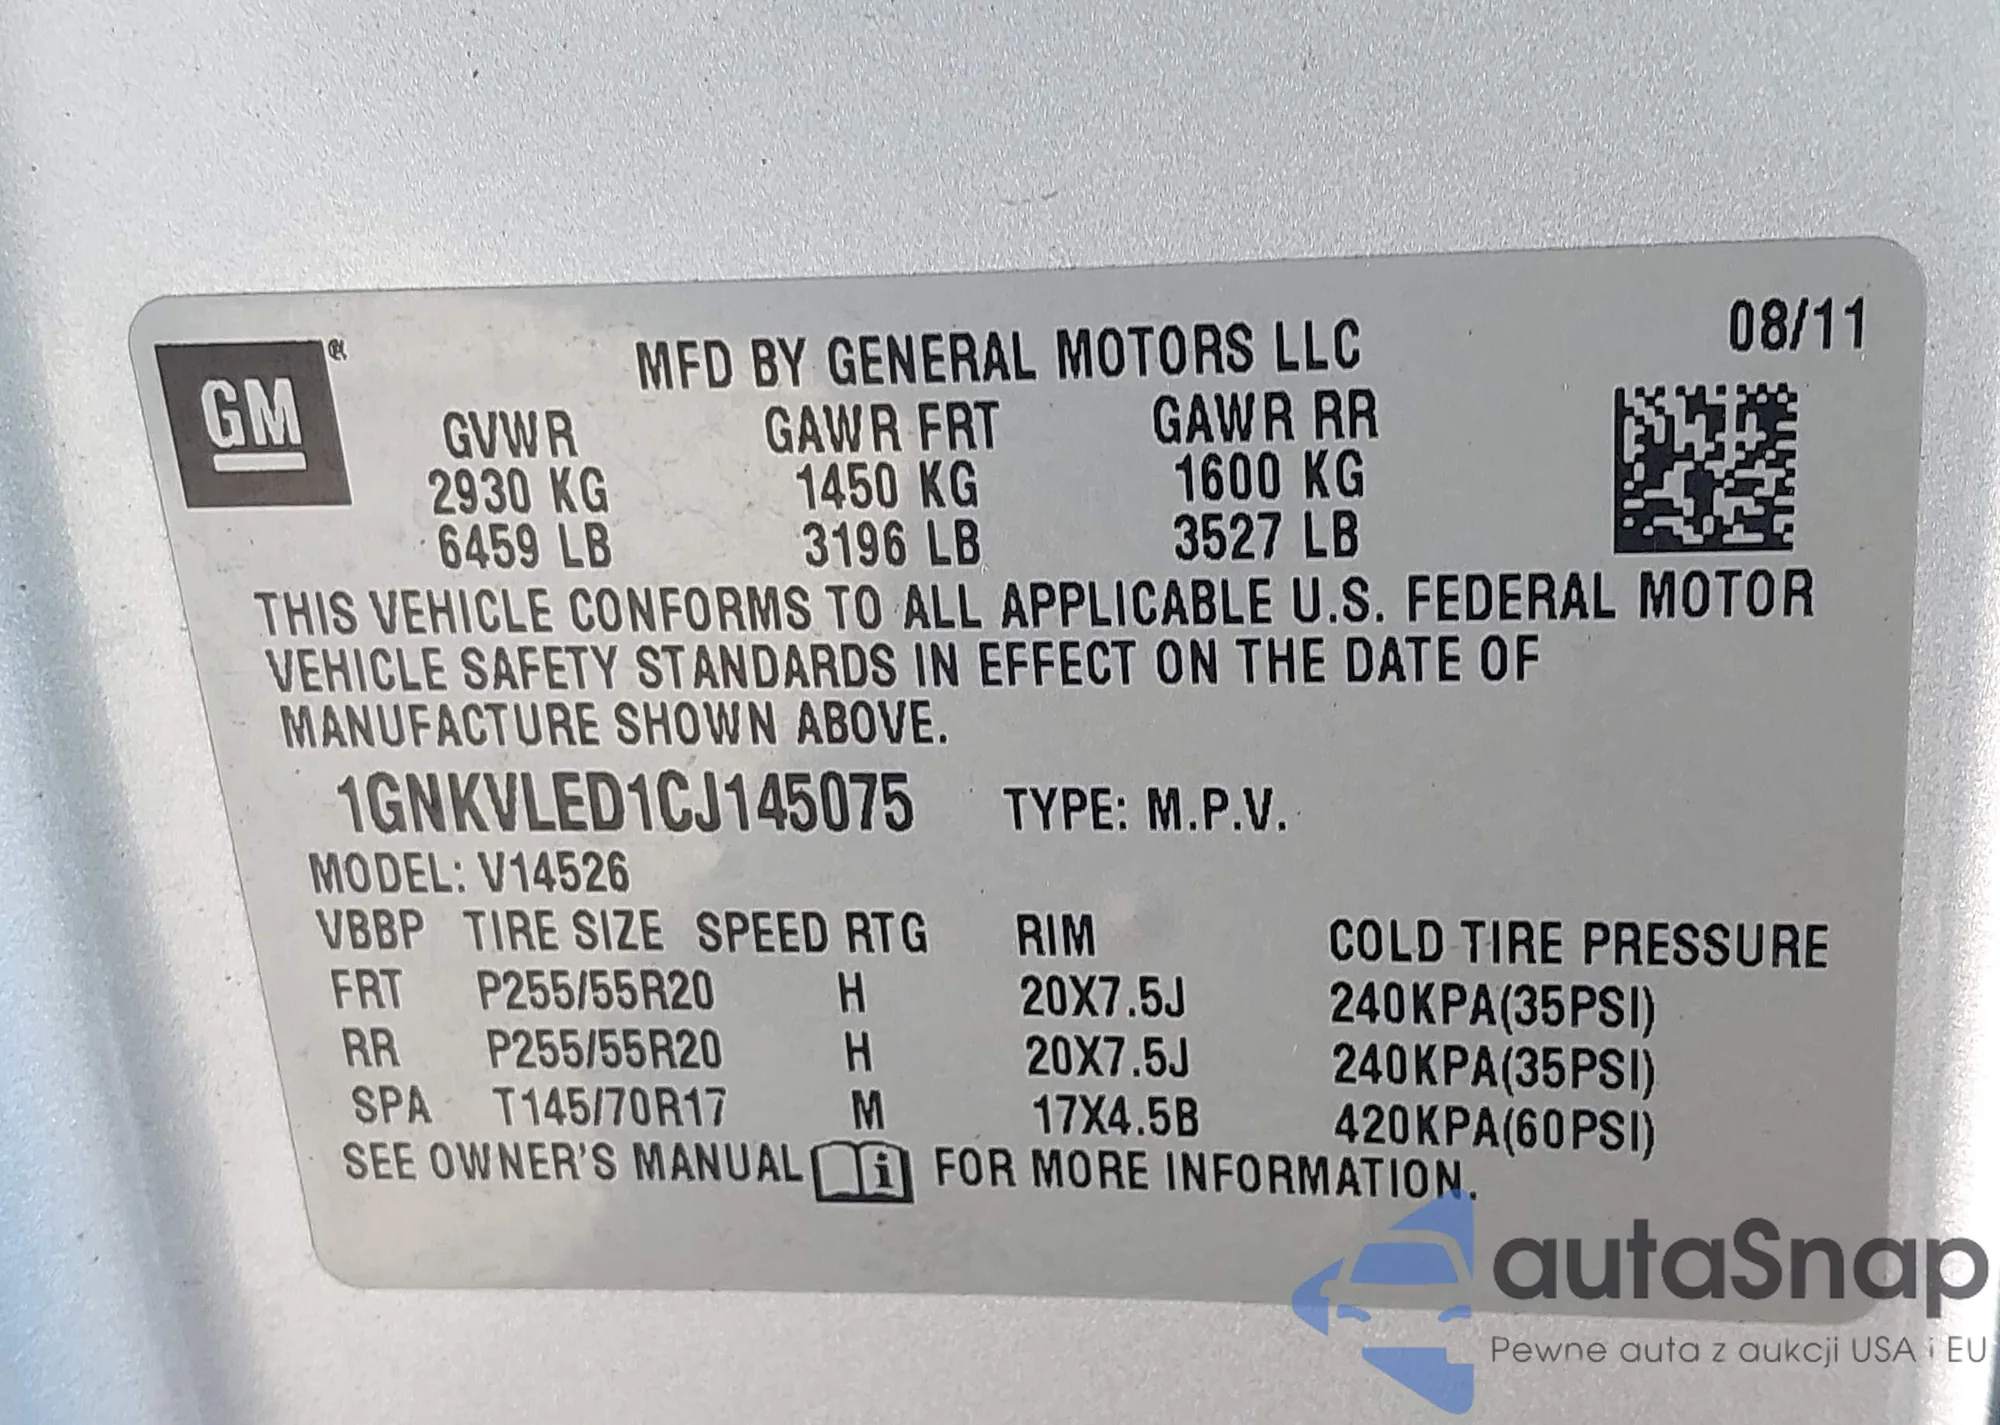 GM®
MFD BY GENERAL MOTORS LLC
08/11
GVWR GAWR FRT GAWR RR
2930 KG 1450 KG 1600 KG
6459 LB 3196 LB 3527 LB
THIS VEHICLE CONFORMS TO ALL APPLICABLE U.S. FEDERAL MOTOR
VEHICLE SAFETY STANDARDS IN EFFECT ON THE DATE OF
MANUFACTURE SHOWN ABOVE.
1GNKVLED1CJ145075 TYPE: M.P.V.
MODEL: V14526
VBBP TIRE SIZE SPEED RTG RIM COLD TIRE PRESSURE
FRT P255/55R20 H 20X7.5J 240KPA(35PSI)
RR P255/55R20 H 20X7.5J 240KPA(35PSI)
SPA T145/70R17 M 17X4.5B 420KPA(60PSI)
SEE OWNER'S MANUAL i FOR MORE INFORMATION.
autaSnap
Pewne auta z aukcji USA i EU